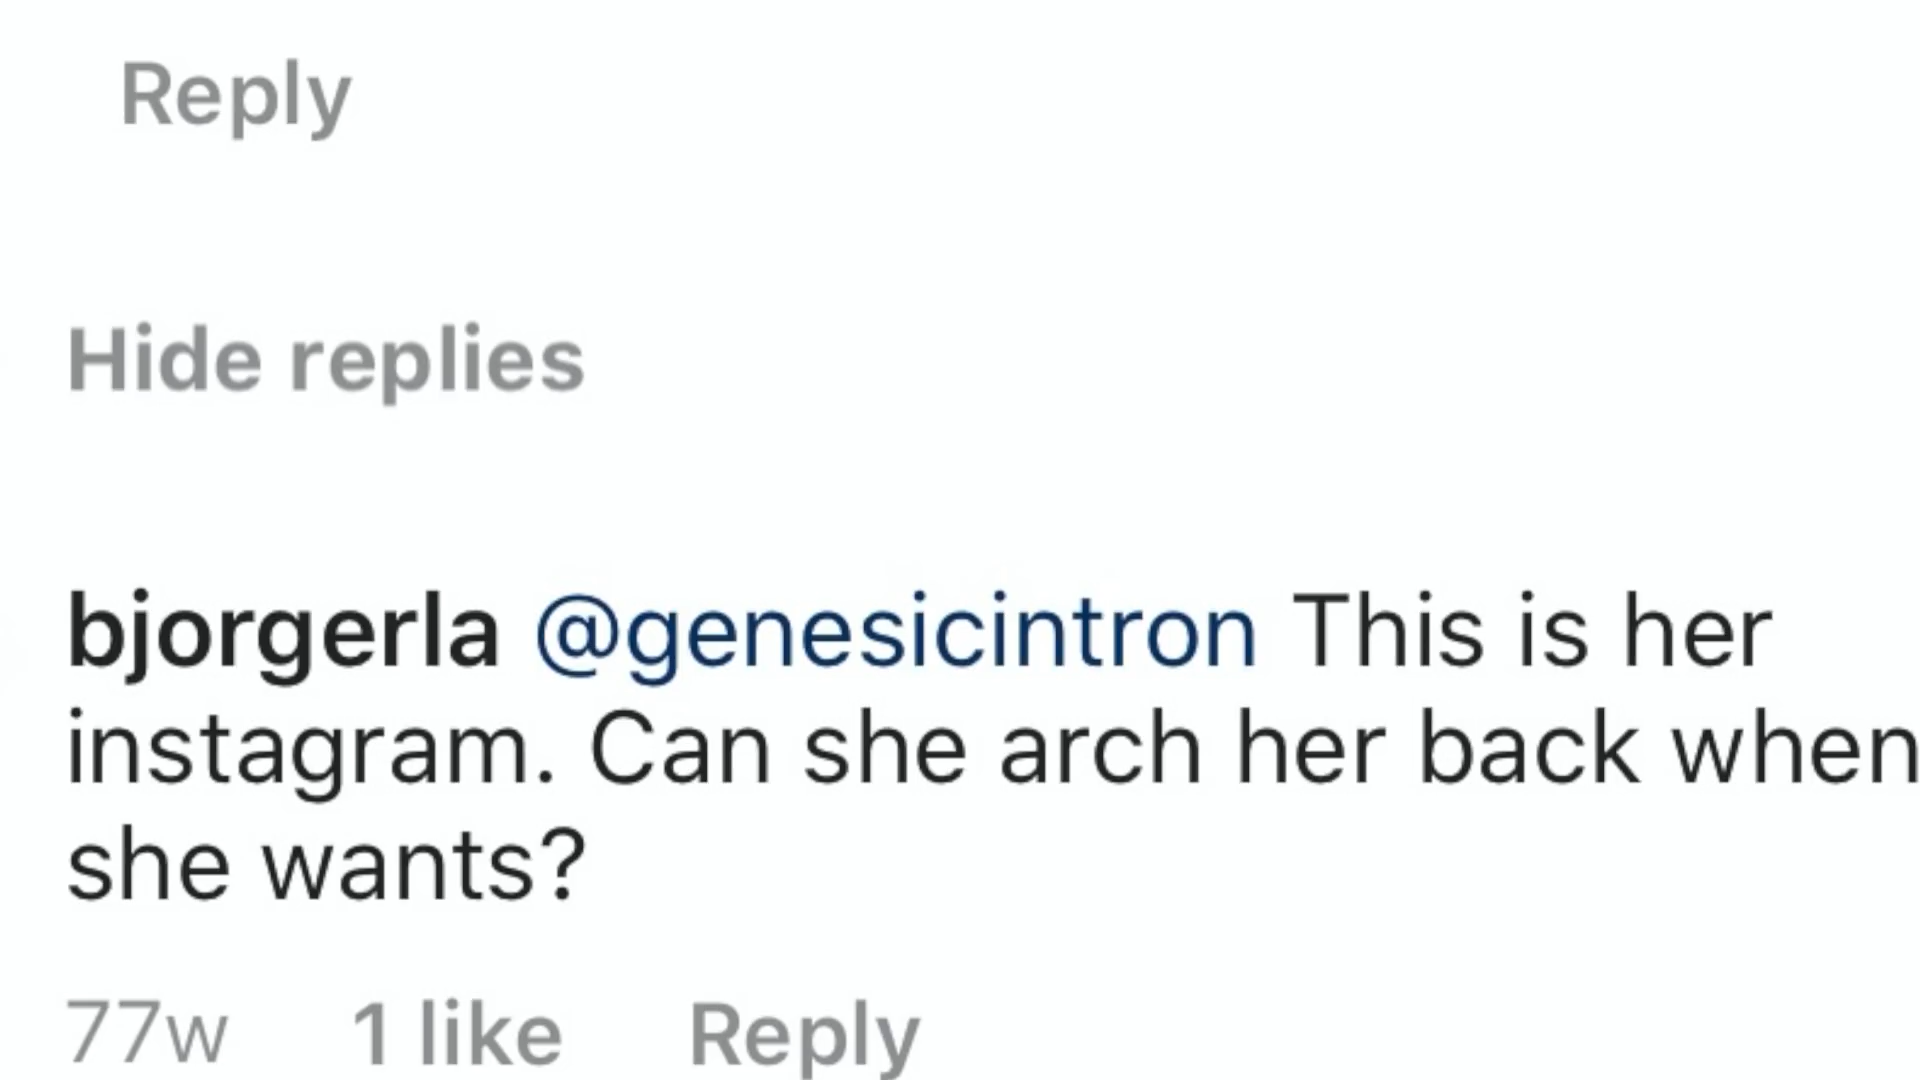 Reply
Hide replies
bjorgerla @genesicintron This is her
instagram. Can she arch her back when
she wants?
77w 1 like Reply